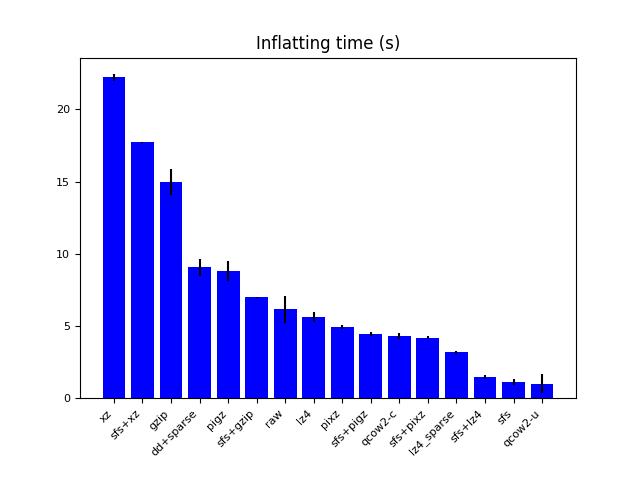 Inflatting time (s)
20
15
10
5
0
xz
sfs+xz
gzip
dd+sparse
pigz
sfs+gzip
raw
lz4
pixz
sfs+pigz
qcow2-c
sfs+pixz
lz4_sparse
sfs+lz4
sfs
qcow2-u